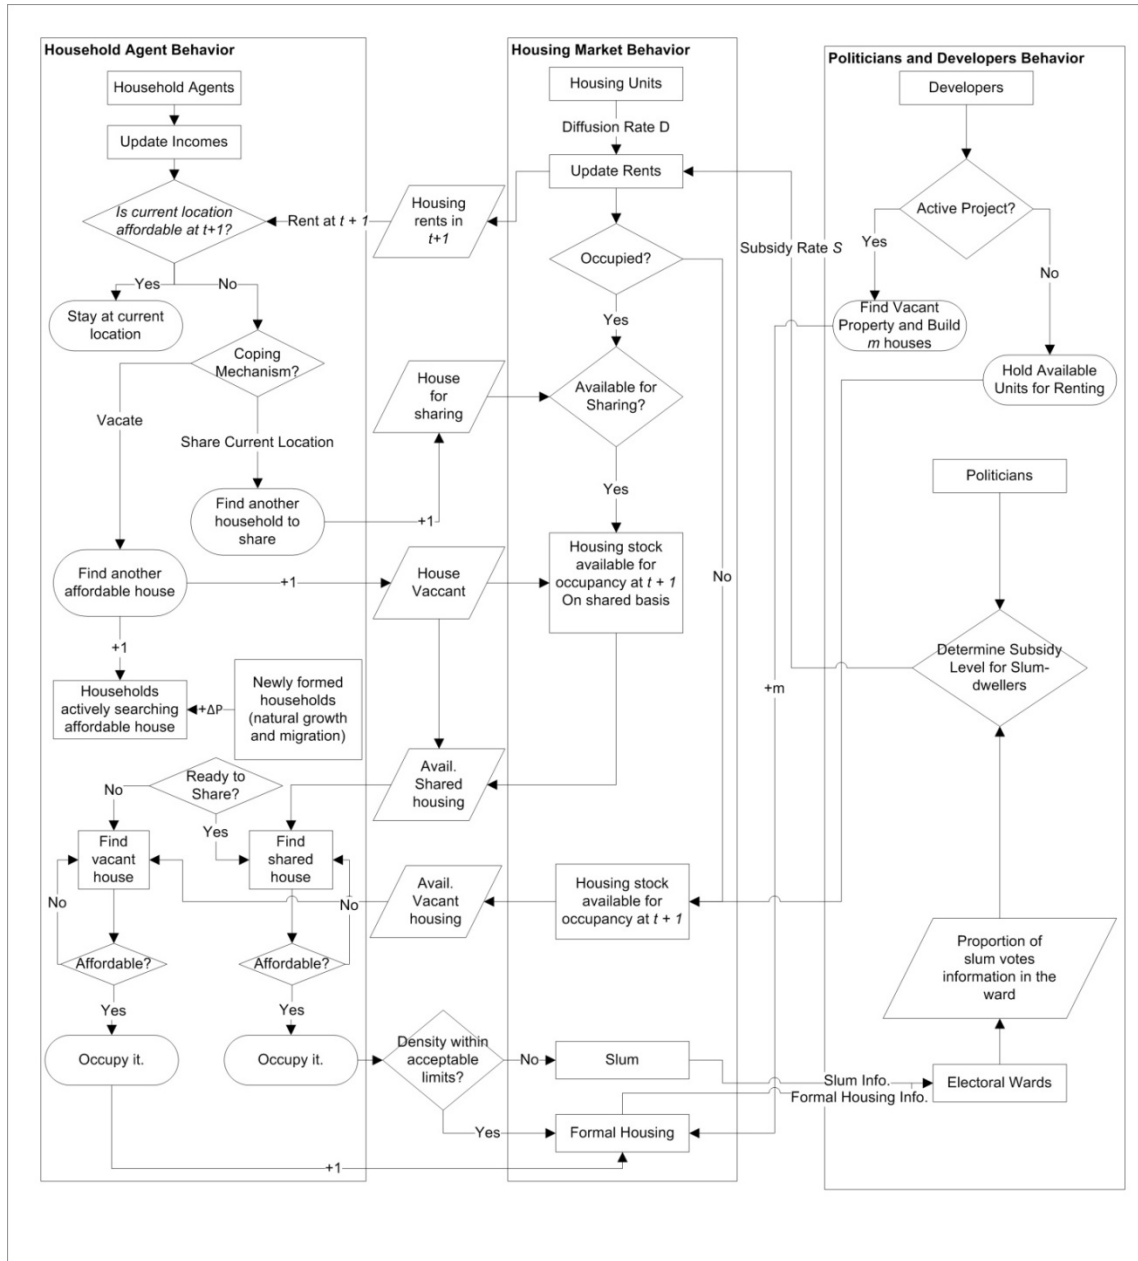 Household Agent Behavior
Household Agents
Update Incomes
Is current location
affordable at t+1?
Yes
No
Stay at current
location
Coping
Mechanism?
Vacate
Share Current Location
Find another
household to
share
+1
Find another
affordable house
+1
+1
Households
actively searching
affordable house
+ΔP
Newly formed
households
(natural growth
and migration)
Ready to
Share?
No
Yes
Find
vacant
house
Find
shared
house
No
No
Affordable?
Affordable?
Yes
Yes
Occupy it.
Occupy it.
+1
Rent at t + 1
Housing
rents in
t+1
House
for
sharing
House
Vaccant
Avail.
Shared
housing
Avail.
Vacant
housing
Density within
acceptable
limits?
No
Yes
Housing Market Behavior
Housing Units
Diffusion Rate D
Update Rents
Occupied?
Yes
Available for
Sharing?
Yes
Housing stock
available for
occupancy at t + 1
On shared basis
No
Housing stock
available for
occupancy at t + 1
Slum
Formal Housing
+m
Subsidy Rate S
Slum Info.
Formal Housing Info.
Politicians and Developers Behavior
Developers
Active Project?
Yes
No
Find Vacant
Property and Build
m houses
Hold Available
Units for Renting
Politicians
Determine Subsidy
Level for Slum-
dwellers
Proportion of
slum votes
information in the
ward
Electoral Wards